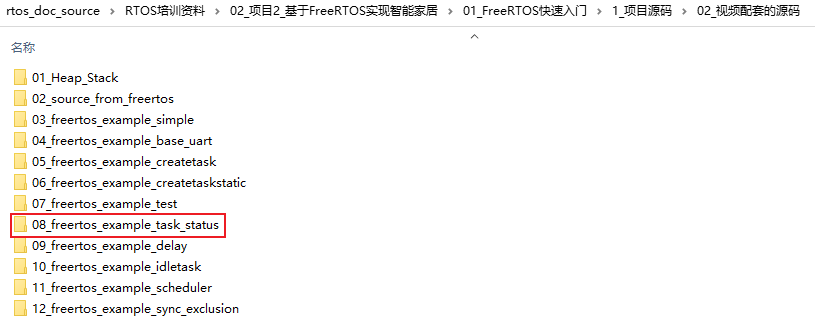 rtos_doc_source > RTOS培训资料 > 02_项目2_基于FreeRTOS实现智能家居 > 01_FreeRTOS快速入门 > 1_项目源码 > 02_视频配套的源码
名称
01_Heap_Stack
02_source_from_freertos
03_freertos_example_simple
04_freertos_example_base_uart
05_freertos_example_createtask
06_freertos_example_createtaskstatic
07_freertos_example_test
08_freertos_example_task_status
09_freertos_example_delay
10_freertos_example_idletask
11_freertos_example_scheduler
12_freertos_example_sync_exclusion